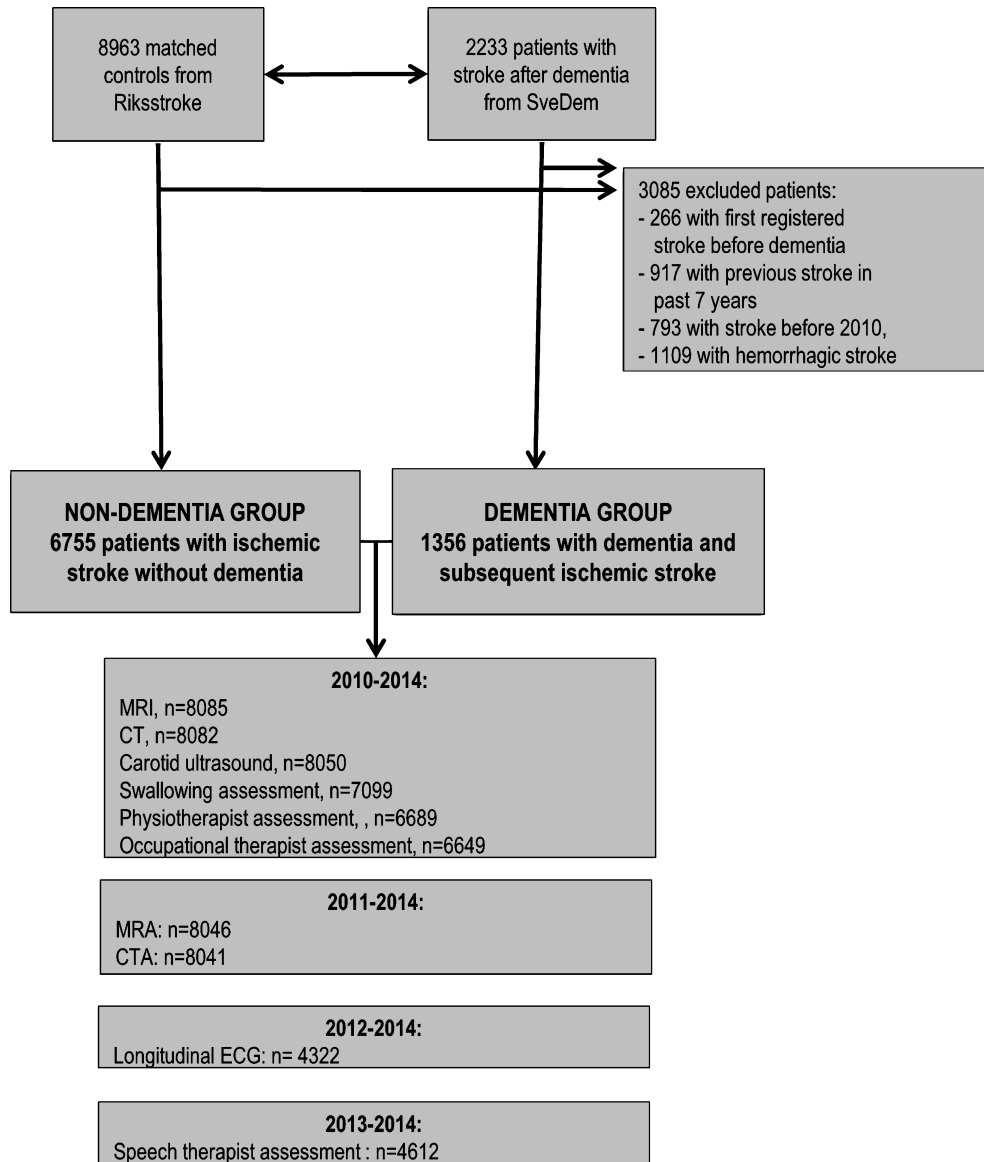 8963 matched
controls from
Riksstroke
2233 patients with
stroke after dementia
from SveDem
3085 excluded patients:
- 266 with first registered
stroke before dementia
- 917 with previous stroke in
past 7 years
- 793 with stroke before 2010,
- 1109 with hemorrhagic stroke
NON-DEMENTIA GROUP
6755 patients with ischemic
stroke without dementia
DEMENTIA GROUP
1356 patients with dementia and
subsequent ischemic stroke
2010-2014:
MRI, n=8085
CT, n=8082
Carotid ultrasound, n=8050
Swallowing assessment, n=7099
Physiotherapist assessment, , n=6689
Occupational therapist assessment, n=6649
2011-2014:
MRA: n=8046
CTA: n=8041
2012-2014:
Longitudinal ECG: n= 4322
2013-2014:
Speech therapist assessment : n=4612